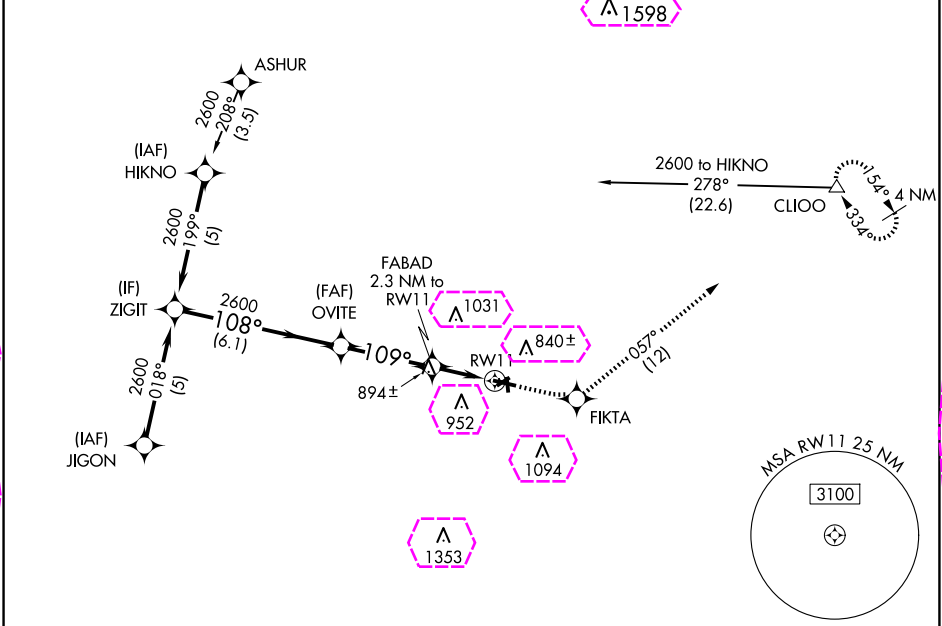 1598
ASHUR
2600
208°
(3.5)
(IAF)
HIKNO
2600 to HIKNO
278°
(22.6)
CLIOO
154°
4 NM
334°
2600
199°
(5)
FABAD
2.3 NM to
RW11
1031
(IF)
ZIGIT
2600
108°
(6.1)
(FAF)
OVITE
840±
057°
(12)
109°
RW11
894±
2600
018°
(5)
952
FIKTA
(IAF)
JIGON
1094
MSA RW11 25 NM
3100
1353